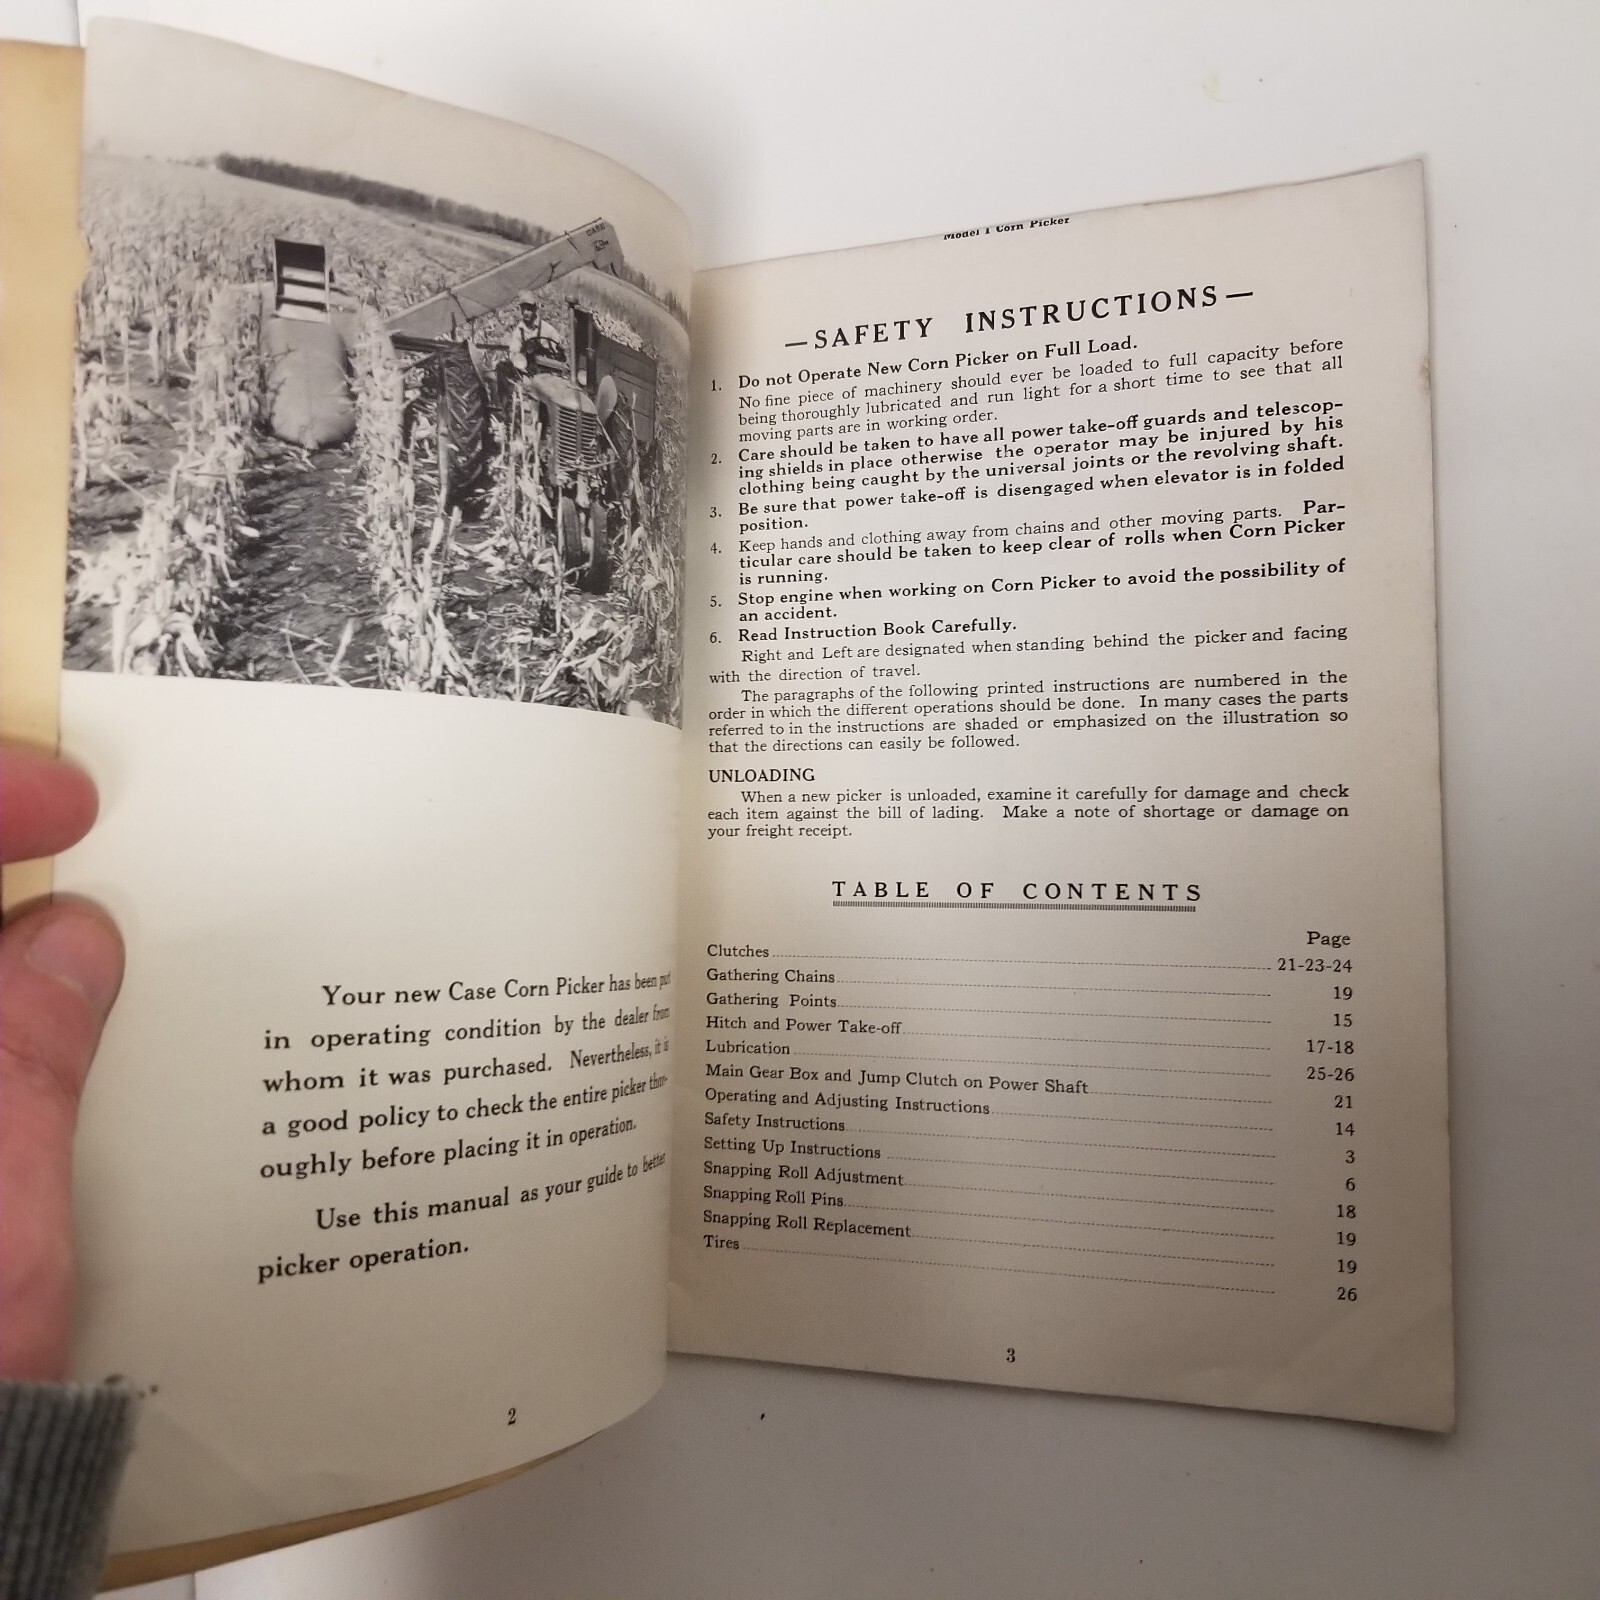 CASE
Your new Case Corn Picker has been put
in operating condition by the dealer from
whom it was purchased. Nevertheless, it is
a good policy to check the entire picker thor-
oughly before placing it in operation.
Use this manual as your guide to better
picker operation.
2
Model 1 Corn Picker
—SAFETY INSTRUCTIONS—
1. Do not Operate New Corn Picker on Full Load.
No fine piece of machinery should ever be loaded to full capacity before
being thoroughly lubricated and run light for a short time to see that all
moving parts are in working order.
2. Care should be taken to have all power take-off guards and telescop-
ing shields in place otherwise the operator may be injured by his
clothing being caught by the universal joints or the revolving shaft.
3. Be sure that power take-off is disengaged when elevator is in folded
position.
4. Keep hands and clothing away from chains and other moving parts. Par-
ticular care should be taken to keep clear of rolls when Corn Picker
is running.
5. Stop engine when working on Corn Picker to avoid the possibility of
an accident.
6. Read Instruction Book Carefully.
Right and Left are designated when standing behind the picker and facing
with the direction of travel.
The paragraphs of the following printed instructions are numbered in the
order in which the different operations should be done. In many cases the parts
referred to in the instructions are shaded or emphasized on the illustration so
that the directions can easily be followed.
UNLOADING
When a new picker is unloaded, examine it carefully for damage and check
each item against the bill of lading. Make a note of shortage or damage on
your freight receipt.
TABLE OF CONTENTS
Page
Clutches 21-23-24
Gathering Chains 19
Gathering Points 15
Hitch and Power Take-off 17-18
Lubrication 25-26
Main Gear Box and Jump Clutch on Power Shaft 21
Operating and Adjusting Instructions 14
Safety Instructions 3
Setting Up Instructions 6
Snapping Roll Adjustment 18
Snapping Roll Pins 19
Snapping Roll Replacement 19
Tires 26
3